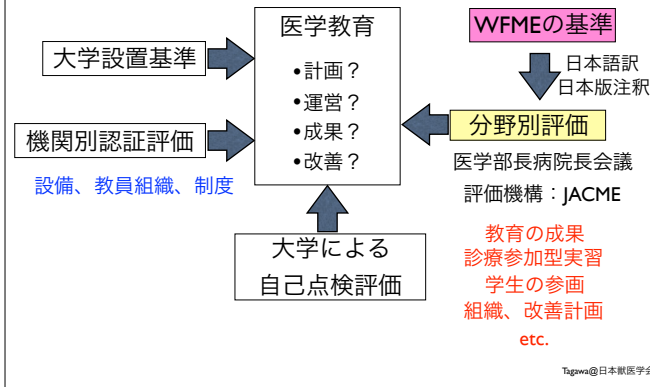 医学教育
•計画？
•運営？
•成果？
•改善？
大学設置基準
機関別認証評価
設備、教員組織、制度
大学による
自己点検評価
WFMEの基準
日本語訳
日本版注釈
分野別評価
医学部長病院長会議
評価機構：JACME
教育の成果
診療参加型実習
学生の参画
組織、改善計画
etc.
Tagawa@日本獣医学会